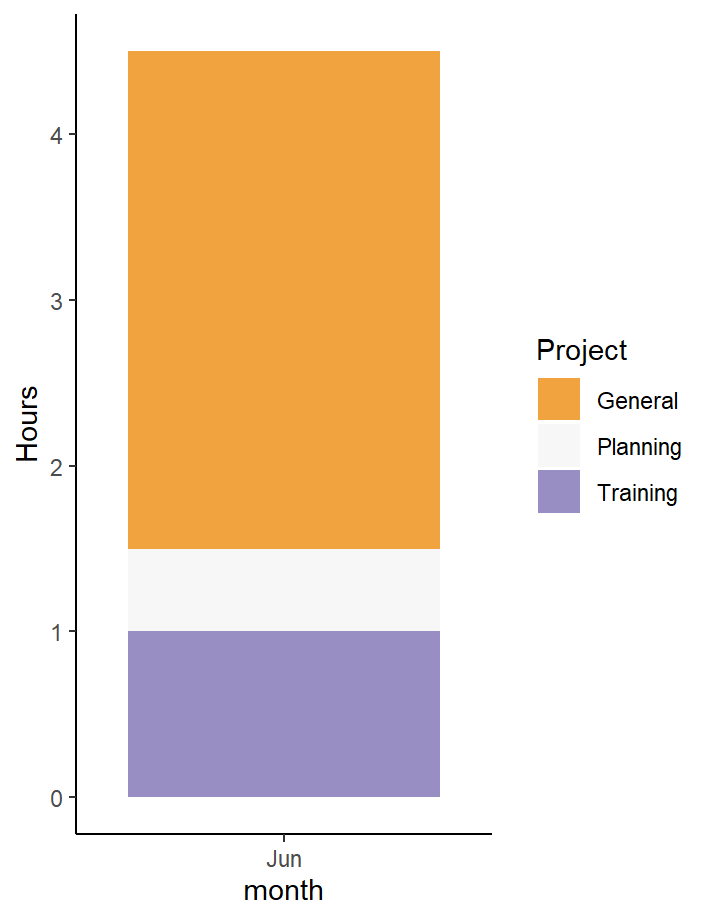 4
3
2
1
0
Hours
Jun
month
Project
General
Planning
Training